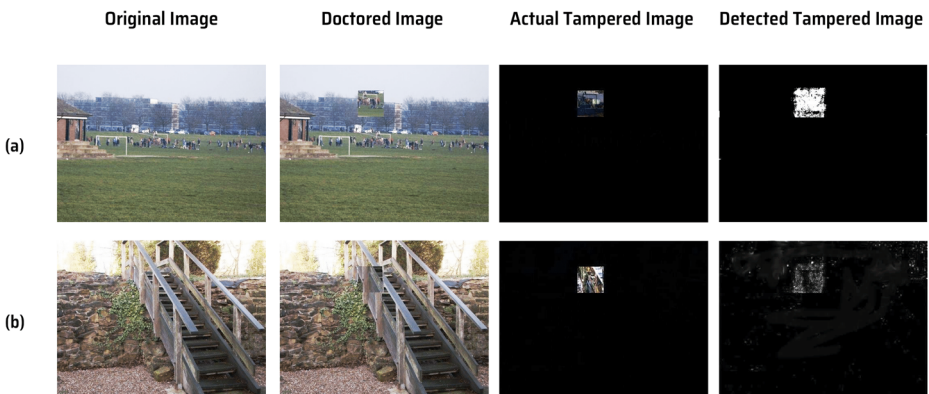 Original Image
Doctored Image
Actual Tampered Image
Detected Tampered Image
(a)
(b)